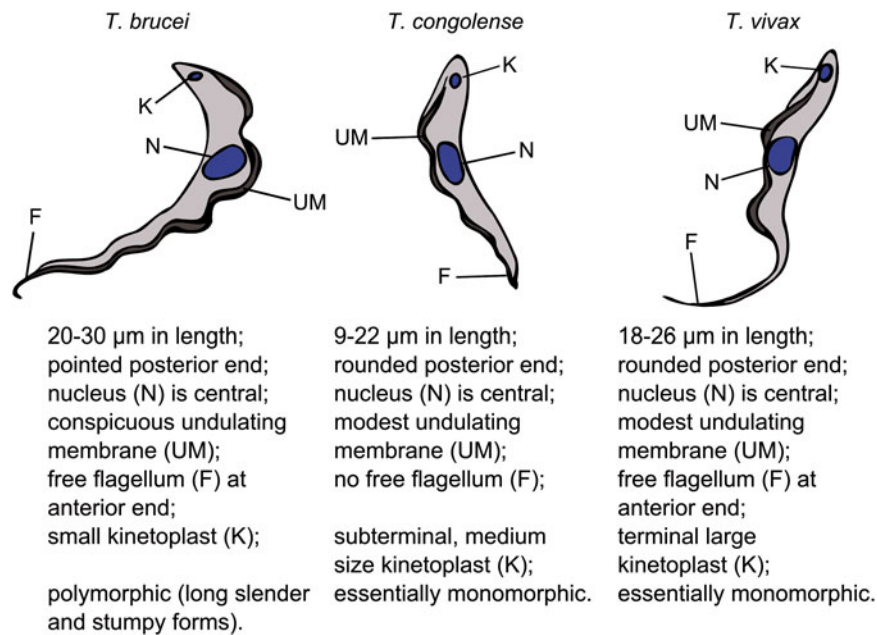 T. brucei
T. congolense
T. vivax
K
N
UM
F
K
UM
N
F
K
UM
N
F
20-30 µm in length;
pointed posterior end;
nucleus (N) is central;
conspicuous undulating
membrane (UM);
free flagellum (F) at
anterior end;
small kinetoplast (K);
polymorphic (long slender
and stumpy forms).
9-22 µm in length;
rounded posterior end;
nucleus (N) is central;
modest undulating
membrane (UM);
no free flagellum (F);
subterminal, medium
size kinetoplast (K);
essentially monomorphic.
18-26 µm in length;
rounded posterior end;
nucleus (N) is central;
modest undulating
membrane (UM);
free flagellum (F) at
anterior end;
terminal large
kinetoplast (K);
essentially monomorphic.